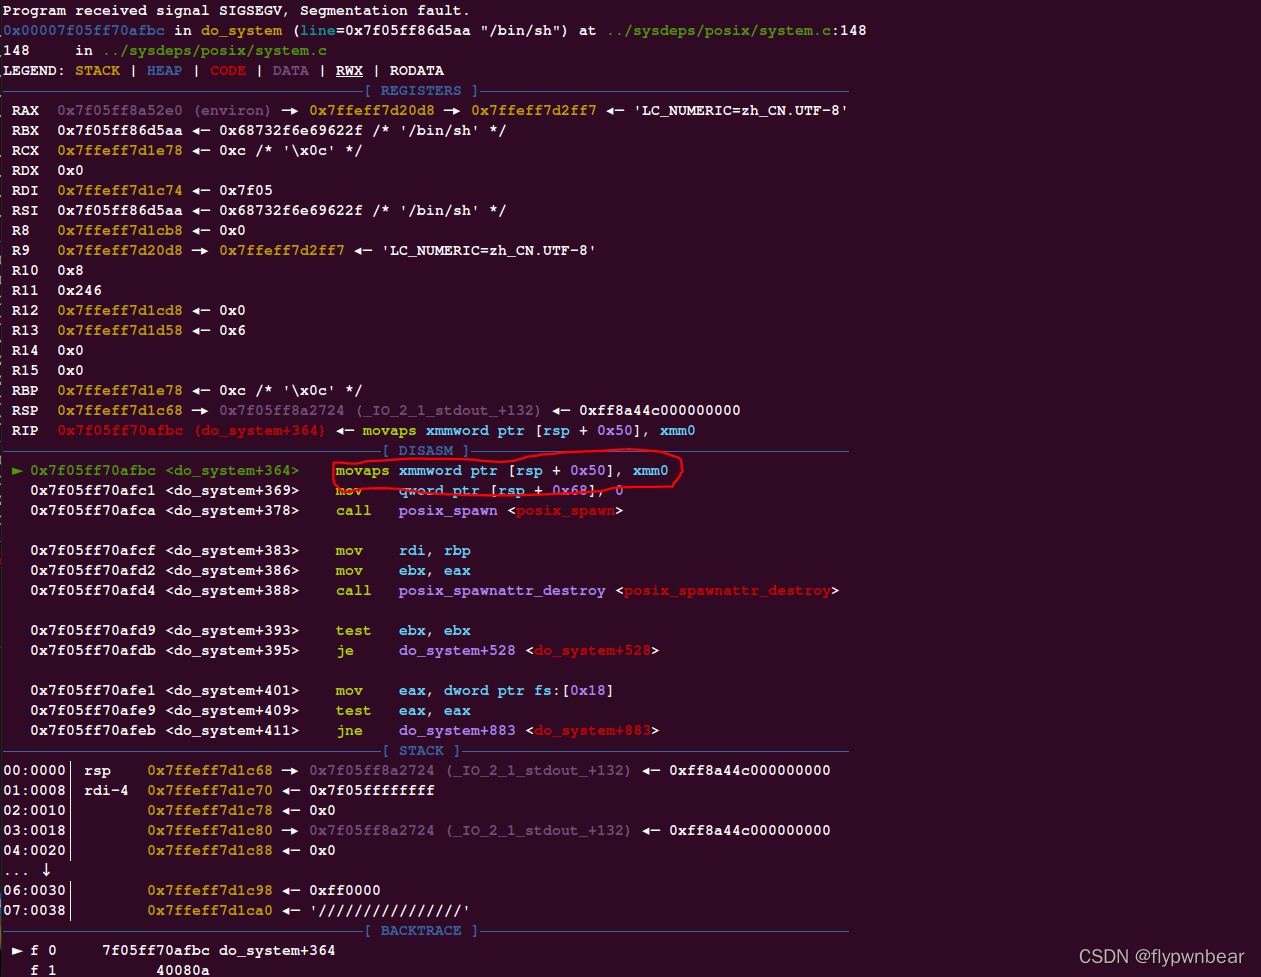 Program received signal SIGSEGV, Segmentation fault.
0x00007f05ff70afbc in do_system (line=0x7f05ff86d5aa "/bin/sh") at ../sysdeps/posix/system.c:148
148     in ../sysdeps/posix/system.c
LEGEND: STACK | HEAP | CODE | DATA | RWX | RODATA
[ REGISTERS ]
RAX  0x7f05ff8a52e0 (environ) —▸ 0x7ffeff7d20d8 —▸ 0x7ffeff7d2ff7 ◂— 'LC_NUMERIC=zh_CN.UTF-8'
RBX  0x7f05ff86d5aa ◂— 0x68732f6e69622f /* '/bin/sh' */
RCX  0x7ffeff7d1e78 ◂— 0xc /* '\x0c' */
RDX  0x0
RDI  0x7ffeff7d1c74 ◂— 0x7f05
RSI  0x7f05ff86d5aa ◂— 0x68732f6e69622f /* '/bin/sh' */
R8   0x7ffeff7d1cb8 ◂— 0x0
R9   0x7ffeff7d20d8 —▸ 0x7ffeff7d2ff7 ◂— 'LC_NUMERIC=zh_CN.UTF-8'
R10  0x8
R11  0x246
R12  0x7ffeff7d1cd8 ◂— 0x0
R13  0x7ffeff7d1d58 ◂— 0x6
R14  0x0
R15  0x0
RBP  0x7ffeff7d1e78 ◂— 0xc /* '\x0c' */
RSP  0x7ffeff7d1c68 —▸ 0x7f05ff8a2724 (_IO_2_1_stdout_+132) ◂— 0xff8a44c000000000
RIP  0x7f05ff70afbc (do_system+364) ◂— movaps xmmword ptr [rsp + 0x50], xmm0
[ DISASM ]
► 0x7f05ff70afbc <do_system+364>    movaps xmmword ptr [rsp + 0x50], xmm0
0x7f05ff70afc1 <do_system+369>    mov    qword ptr [rsp + 0x68], 0
0x7f05ff70afca <do_system+378>    call   posix_spawn <posix_spawn>
0x7f05ff70afcf <do_system+383>    mov    rdi, rbp
0x7f05ff70afd2 <do_system+386>    mov    ebx, eax
0x7f05ff70afd4 <do_system+388>    call   posix_spawnattr_destroy <posix_spawnattr_destroy>
0x7f05ff70afd9 <do_system+393>    test   ebx, ebx
0x7f05ff70afdb <do_system+395>    je     do_system+528 <do_system+528>
0x7f05ff70afe1 <do_system+401>    mov    eax, dword ptr fs:[0x18]
0x7f05ff70afe9 <do_system+409>    test   eax, eax
0x7f05ff70afeb <do_system+411>    jne    do_system+883 <do_system+883>
[ STACK ]
00:0000│ rsp    0x7ffeff7d1c68 —▸ 0x7f05ff8a2724 (_IO_2_1_stdout_+132) ◂— 0xff8a44c000000000
01:0008│ rdi-4  0x7ffeff7d1c70 ◂— 0x7f05ffffffff
02:0010│        0x7ffeff7d1c78 ◂— 0x0
03:0018│        0x7ffeff7d1c80 —▸ 0x7f05ff8a2724 (_IO_2_1_stdout_+132) ◂— 0xff8a44c000000000
04:0020│        0x7ffeff7d1c88 ◂— 0x0
... ↓
06:0030│        0x7ffeff7d1c98 ◂— 0xff0000
07:0038│        0x7ffeff7d1ca0 ◂— '////////////////'
[ BACKTRACE ]
► f 0     7f05ff70afbc do_system+364
f 1           40080a
CSDN @flypwnbear